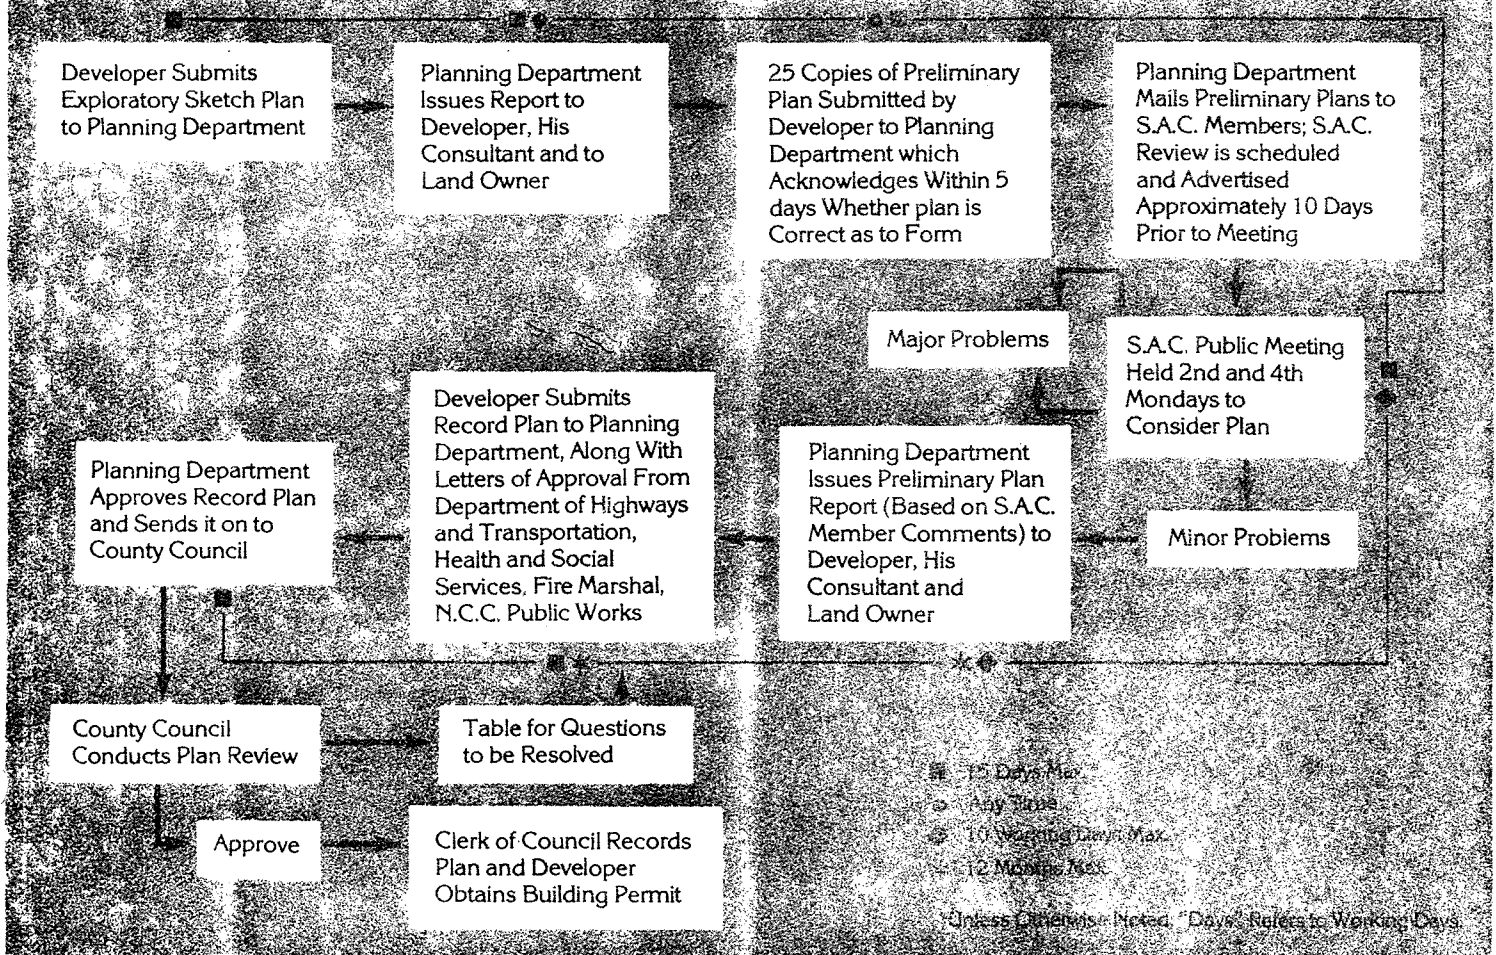 Developer Submits
Exploratory Sketch Plan
to Planning Department
Planning Department
Issues Report to
Developer, His
Consultant and to
Land Owner
25 Copies of Preliminary
Plan Submitted by
Developer to Planning
Department which
Acknowledges Within 5
days Whether plan is
Correct as to Form
Planning Department
Mails Preliminary Plans to
S.A.C. Members; S.A.C.
Review is scheduled
and Advertised
Approximately 10 Days
Prior to Meeting
Major Problems
S.A.C. Public Meeting
Held 2nd and 4th
Mondays to
Consider Plan
Minor Problems
Planning Department
Issues Preliminary Plan
Report (Based on S.A.C.
Member Comments) to
Developer, His
Consultant and
Land Owner
Developer Submits
Record Plan to Planning
Department, Along With
Letters of Approval From
Department of Highways
and Transportation,
Health and Social
Services, Fire Marshal,
N.C.C. Public Works
Planning Department
Approves Record Plan
and Sends it on to
County Council
County Council
Conducts Plan Review
Table for Questions
to be Resolved
Approve
Clerk of Council Records
Plan and Developer
Obtains Building Permit
15 Days Max.
Any Time
10 Working Days Max.
12 Months Max.
Unless Otherwise Noted, "Days" Refers to Working Days.